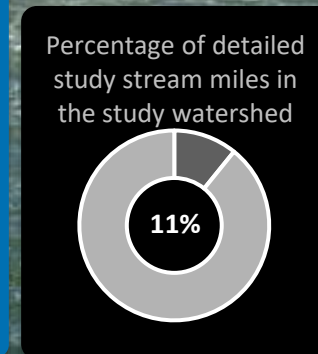 Percentage of detailed
study stream miles in
the study watershed
11%